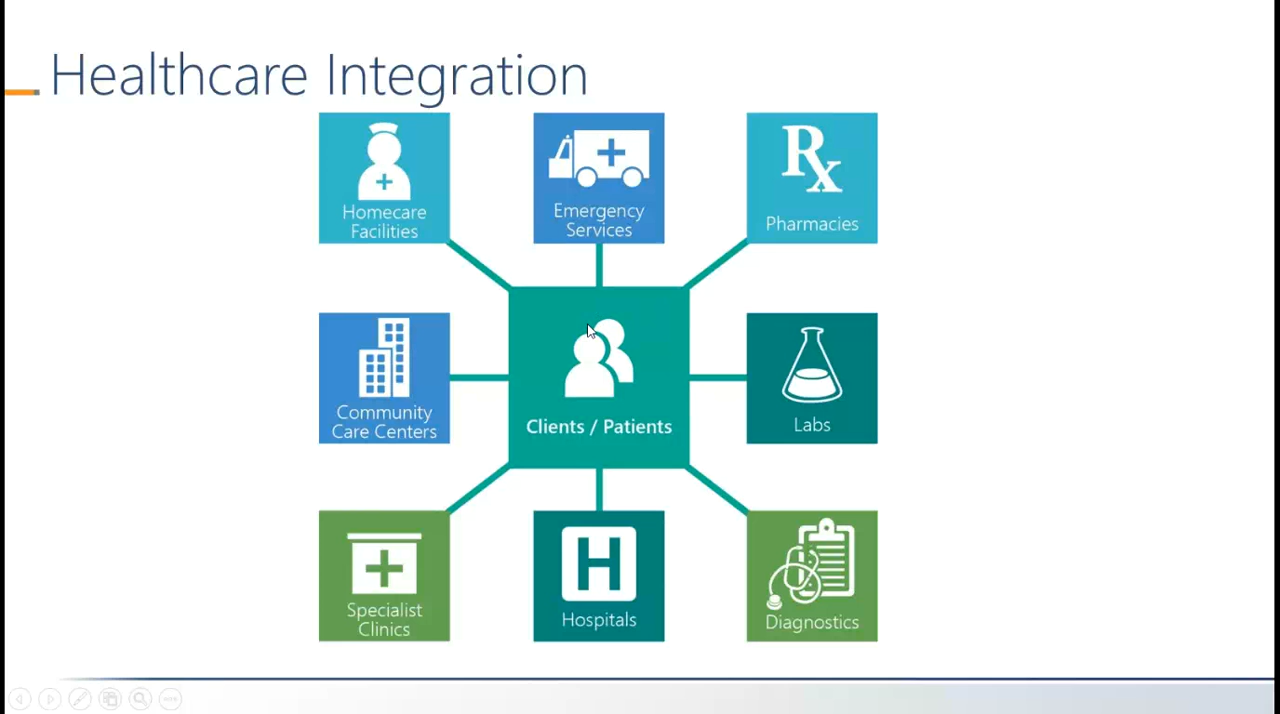 Healthcare Integration
Homecare
Facilities
Emergency
Services
Rx
Pharmacies
Community
Care Centers
Clients / Patients
Labs
Specialist
Clinics
H
Hospitals
Diagnostics